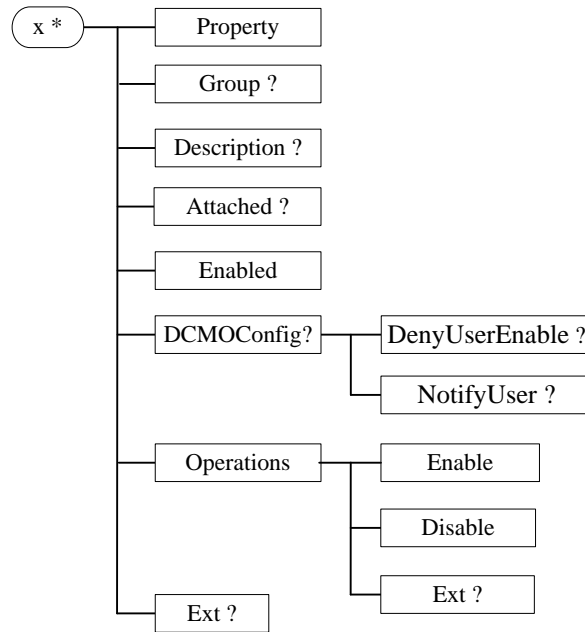 x *
Property
Group ?
Description ?
Attached ?
Enabled
DCMOConfig?
DenyUserEnable ?
NotifyUser ?
Operations
Enable
Disable
Ext ?
Ext ?